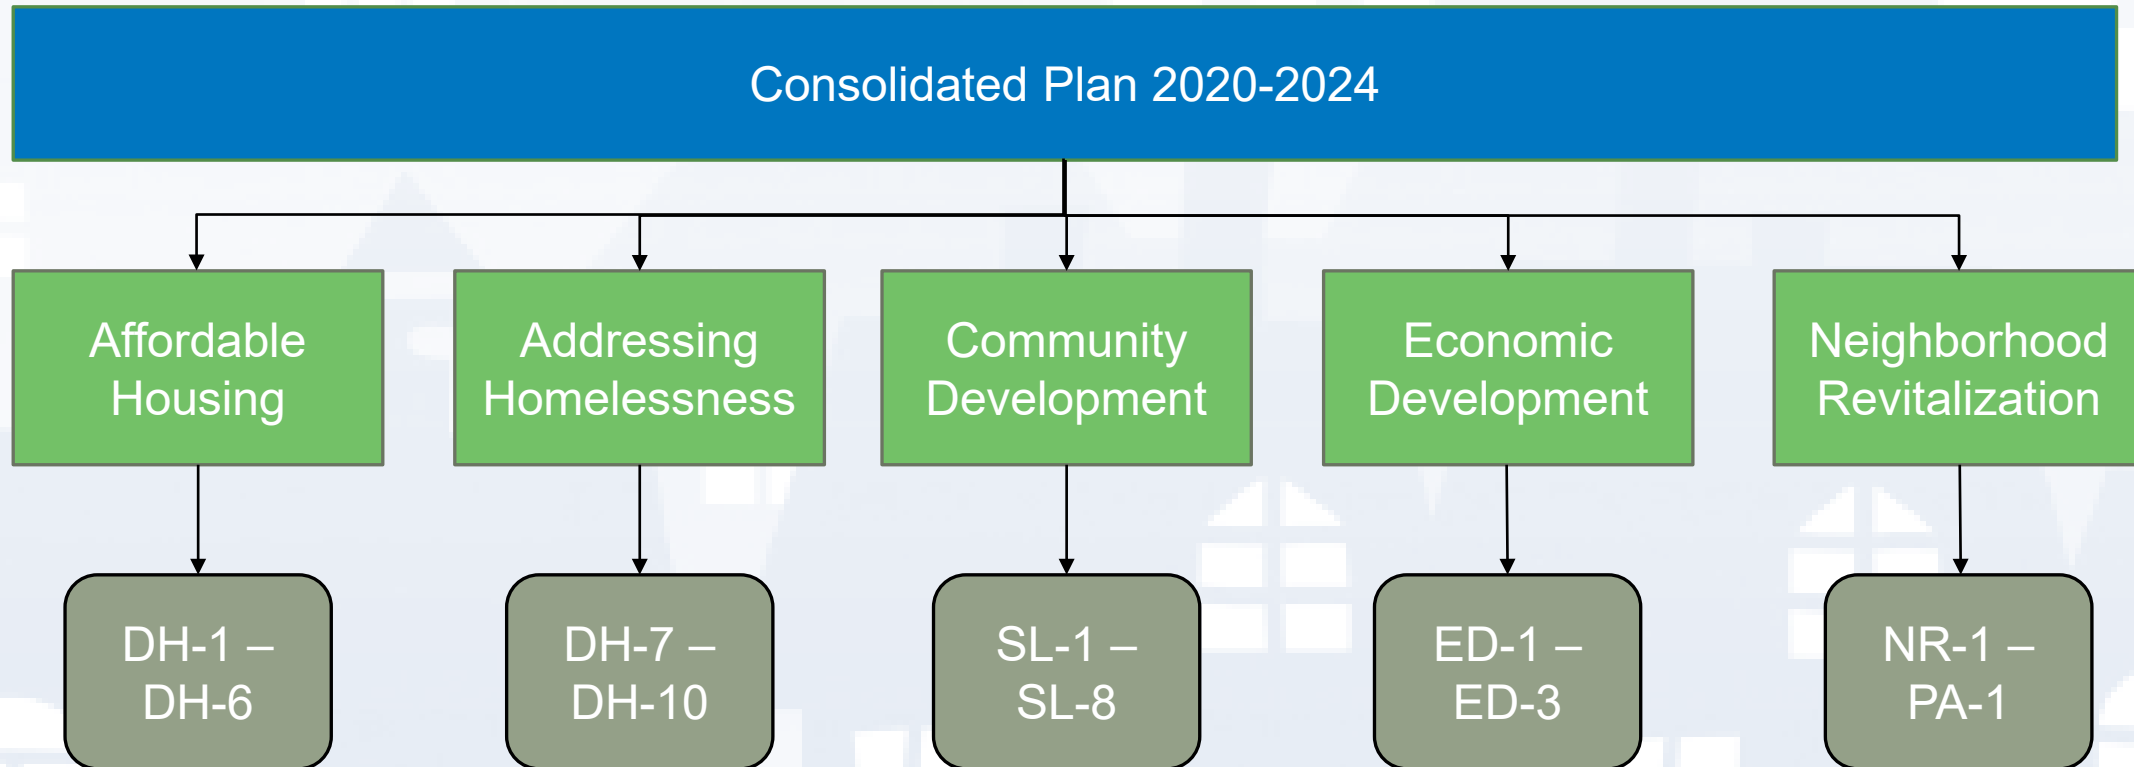 Consolidated Plan 2020-2024
Affordable
Housing
Addressing
Homelessness
Community
Development
Economic
Development
Neighborhood
Revitalization
DH-1 –
DH-6
DH-7 –
DH-10
SL-1 –
SL-8
ED-1 –
ED-3
NR-1 –
PA-1